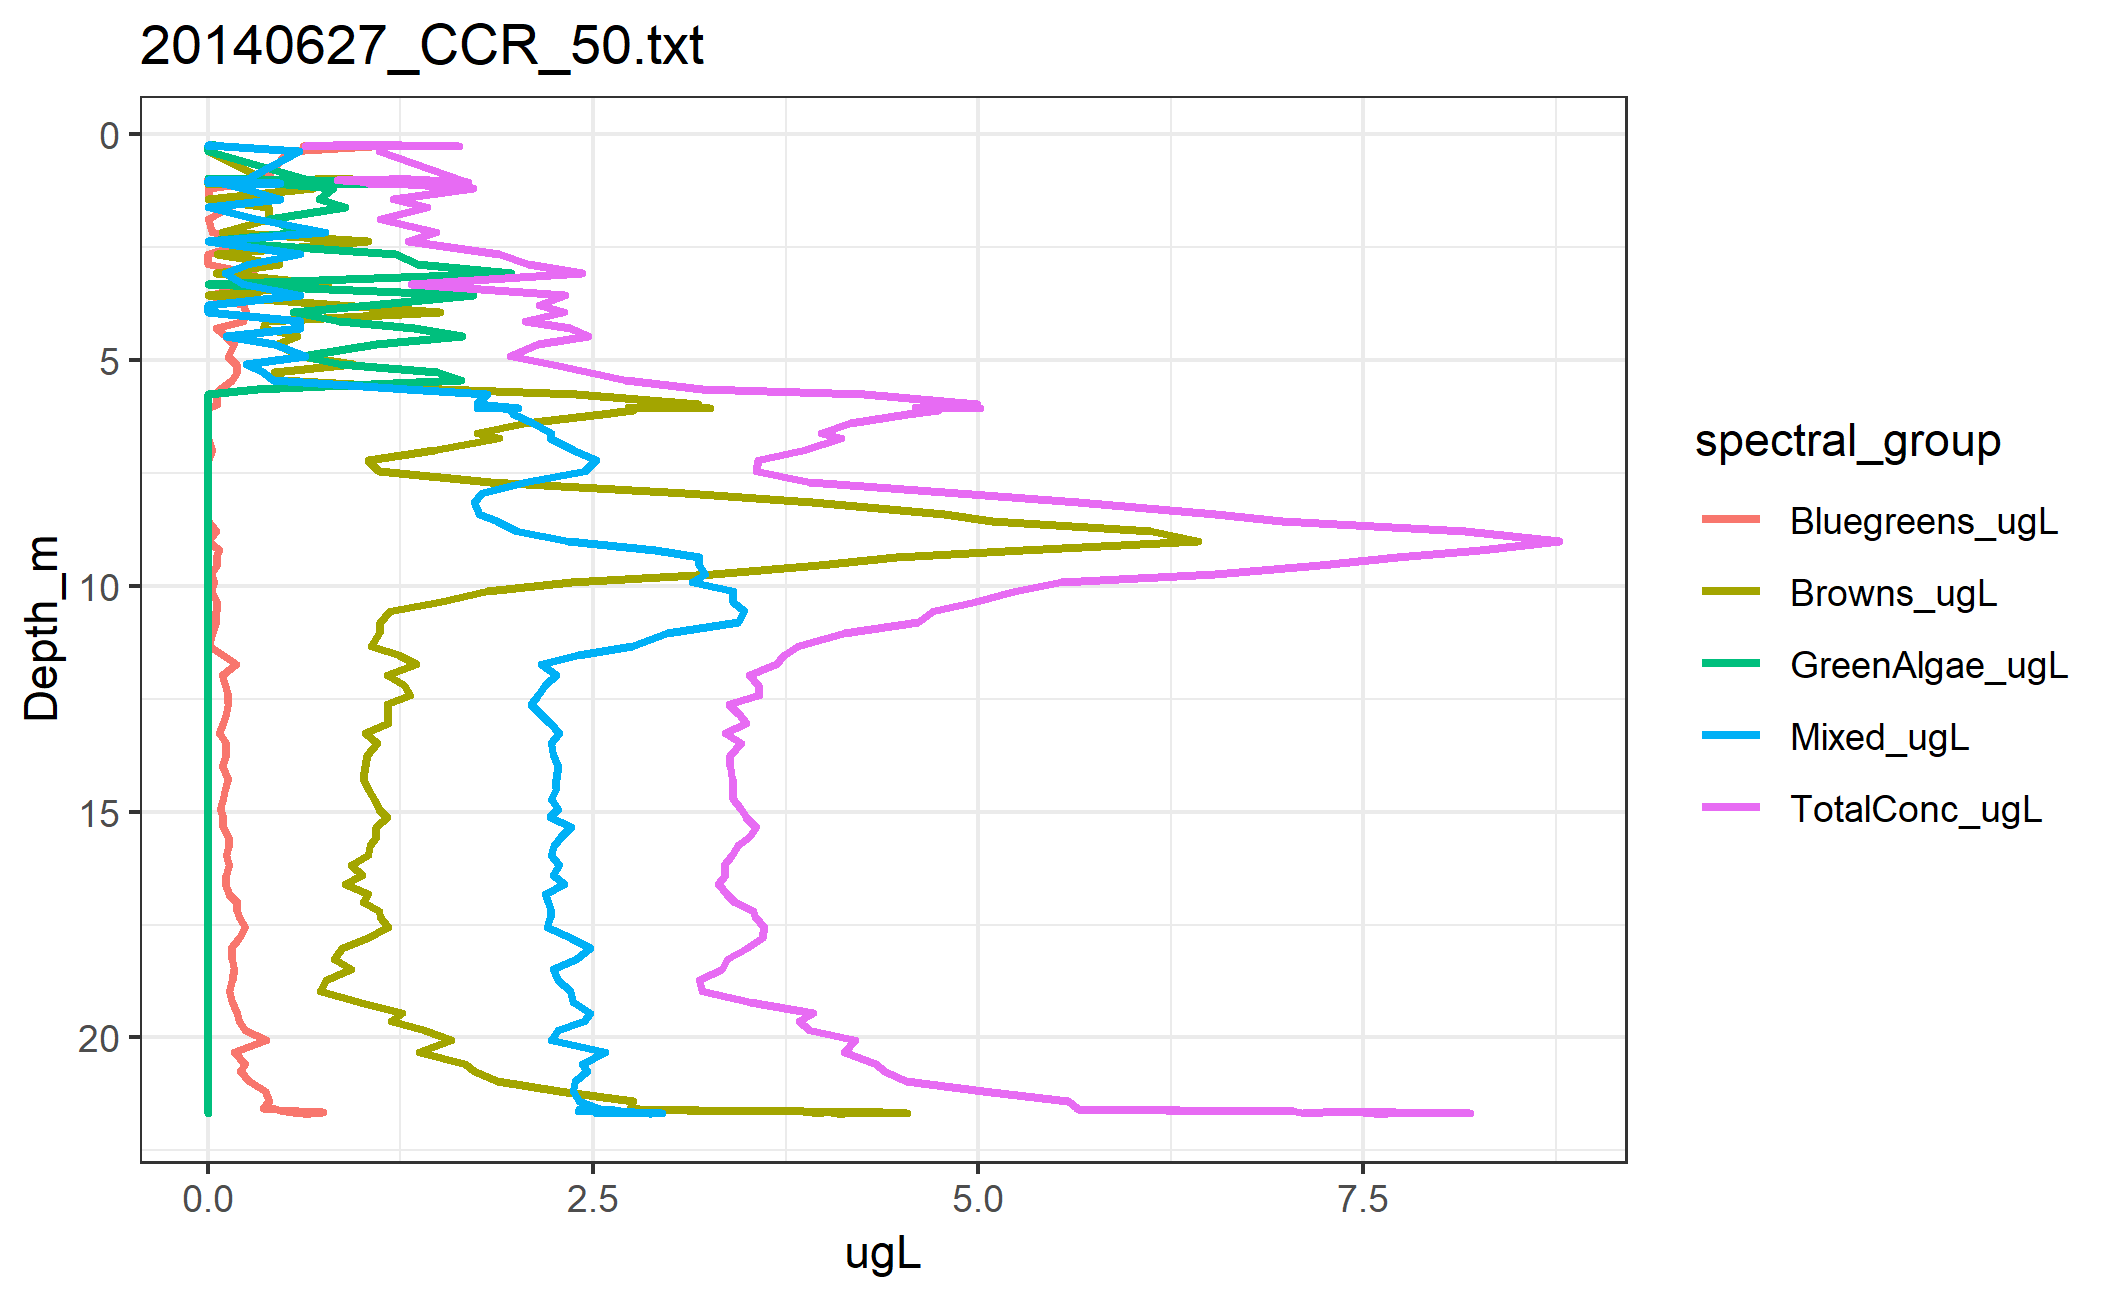 20140627_CCR_50.txt
0
5
10
15
20
Depth_m
0.0 2.5 5.0 7.5
ugL
spectral_group
Bluegreens_ugL
Browns_ugL
GreenAlgae_ugL
Mixed_ugL
TotalConc_ugL